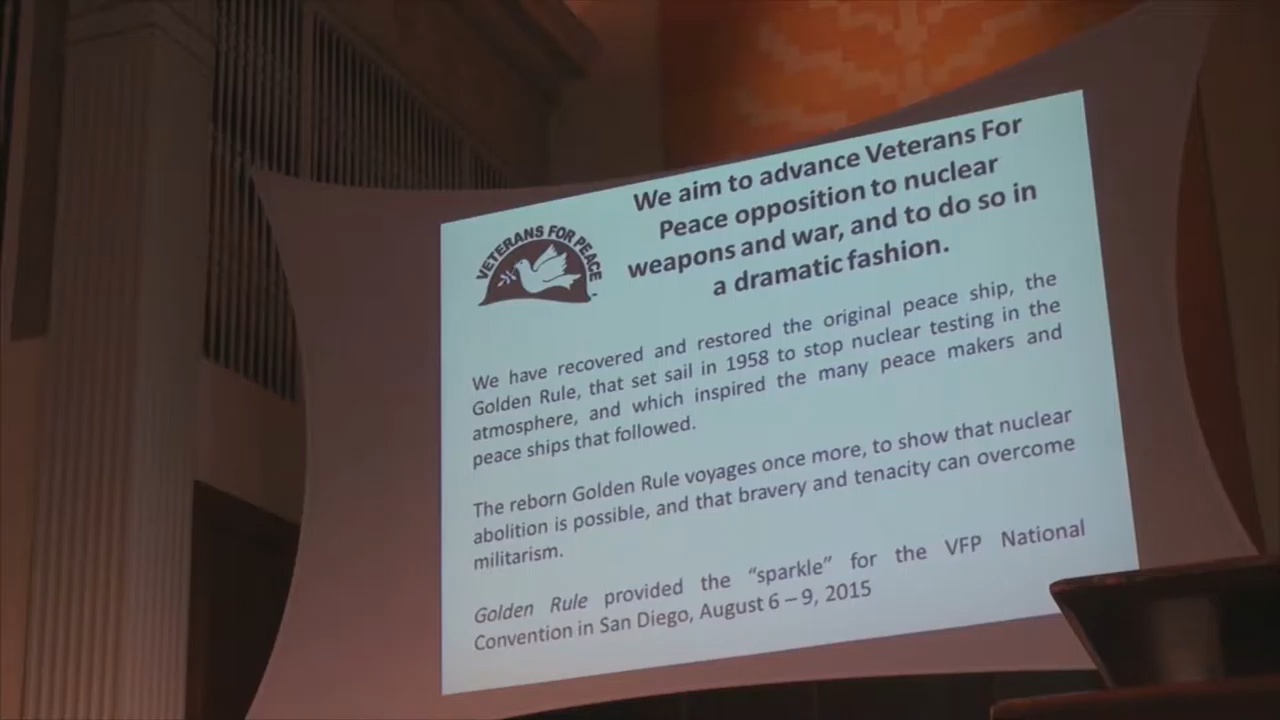 VETERANS FOR PEACE
We aim to advance Veterans For
Peace opposition to nuclear
weapons and war, and to do so in
a dramatic fashion.
We have recovered and restored the original peace ship, the
Golden Rule, that set sail in 1958 to stop nuclear testing in the
atmosphere, and which inspired the many peace makers and
peace ships that followed.
The reborn Golden Rule voyages once more, to show that nuclear
abolition is possible, and that bravery and tenacity can overcome
militarism.
Golden Rule provided the “sparkle” for the VFP National
Convention in San Diego, August 6 – 9, 2015